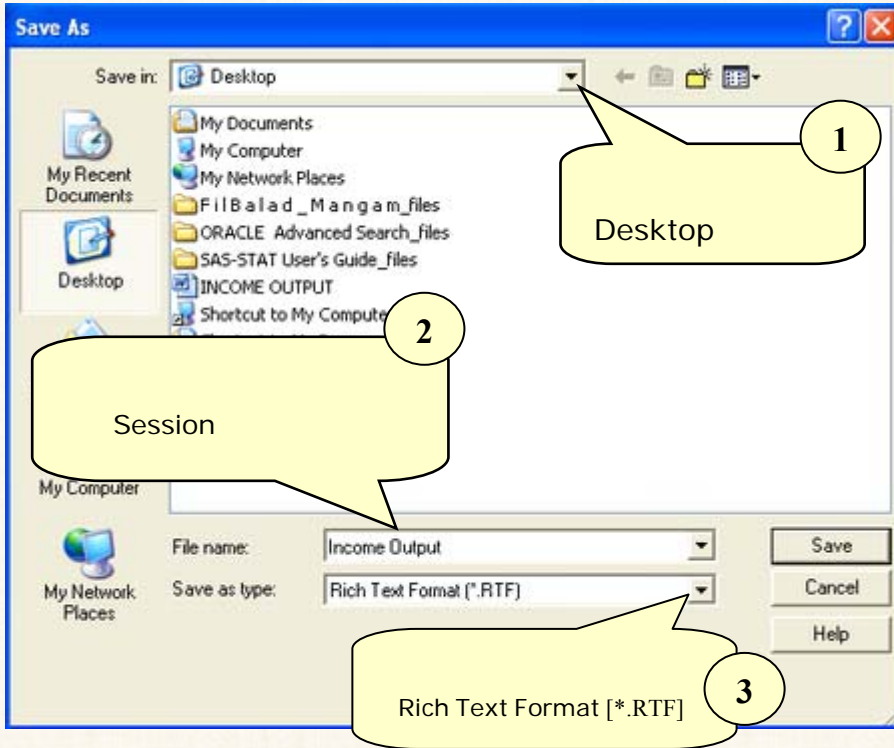 Save As
Save in: Desktop
My Recent Documents
Desktop
My Computer
My Network Places
My Documents
My Computer
My Network Places
FilBalad_Mangam_files
ORACLE Advanced Search_files
SAS-STAT User's Guide_files
INCOME OUTPUT
Shortcut to My Compute
1
Desktop
2
Session
File name: Income Output
Save as type: Rich Text Format (*.RTF)
Save
Cancel
Help
3
Rich Text Format [*.RTF]